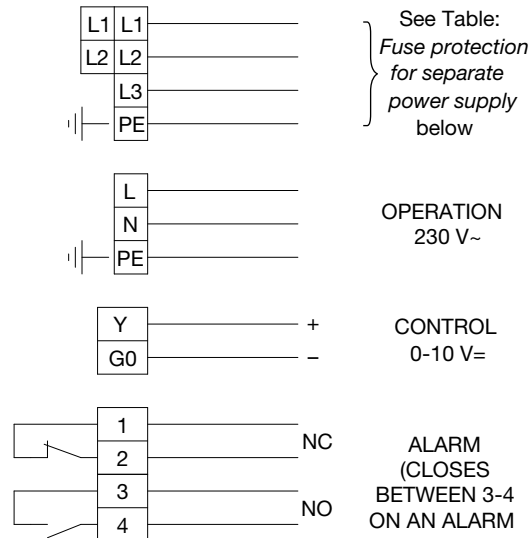 L1 L1
L2 L2
L3
PE
See Table:
Fuse protection
for separate
power supply
below
L
N
PE
OPERATION
230 V~
Y +
G0 –
CONTROL
0-10 V=
1
2
NC
3
4
NO
ALARM
(CLOSES
BETWEEN 3-4
ON AN ALARM